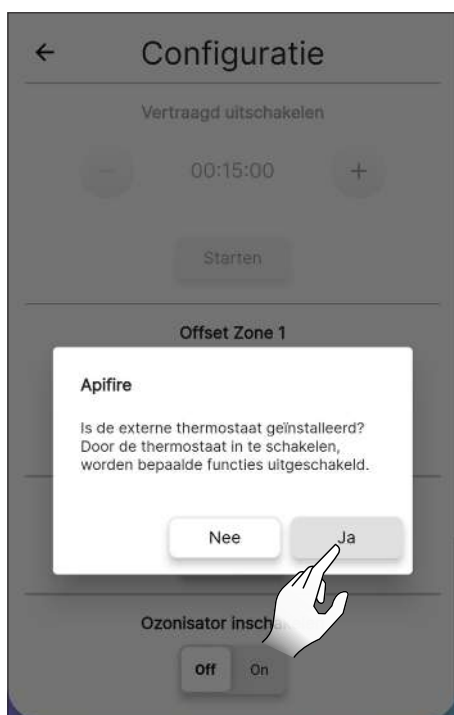 Configuratie
Vertraagd uitschakelen
00:15:00
Starten
Offset Zone 1
Apifire
Is de externe thermostaat geïnstalleerd?
Door de thermostaat in te schakelen,
worden bepaalde functies uitgeschakeld.
Nee Ja
Ozonisator
Off On